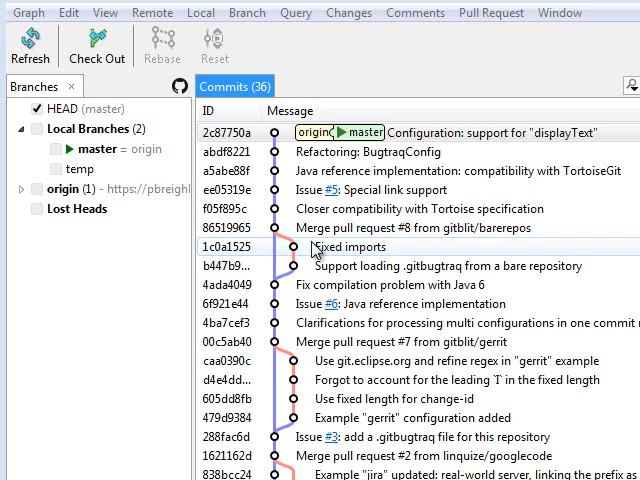 Graph Edit View Remote Local Branch Query Changes Comments Pull Request Window
Refresh Check Out Rebase Reset
Branches × Commits (36)
ID Message
HEAD (master)
Local Branches (2)
master = origin
temp
origin (1) - https://pbreighl
Lost Heads
2c87750a origin master Configuration: support for "displayText"
abdf8221 Refactoring: BugtraqConfig
a5abe88f Java reference implementation: compatibility with TortoiseGit
ee05319e Issue #5: Special link support
f05f895c Closer compatibility with Tortoise specification
86519965 Merge pull request #8 from gitblit/barerepos
1c0a1525 Fixed imports
b447b9... Support loading .gitbugtraq from a bare repository
4ada4049 Fix compilation problem with Java 6
6f921e44 Issue #6: Java reference implementation
4ba7cef3 Clarifications for processing multi configurations in one commit
00c5ab40 Merge pull request #7 from gitblit/gerrit
caa0390c Use git.eclipse.org and refine regex in "gerrit" example
d4e4dd... Forgot to account for the leading `I` in the fixed length
605dd8fb Use fixed length for change-id
479d9384 Example "gerrit" configuration added
288fac6d Issue #3: add a .gitbugtraq file for this repository
1621162d Merge pull request #2 from linquize/googlecode
838bcc24 Example "jira" updated: real-world server, linking the prefix as